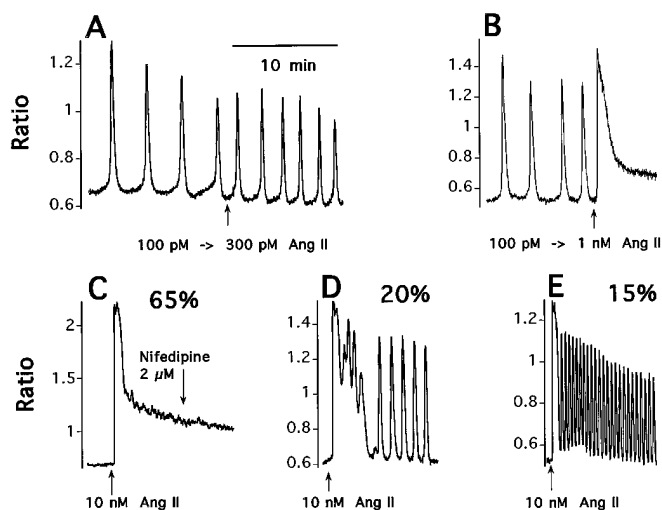 A
B
1.2
1
0.8
0.6
Ratio
10 min
100 pM -> 300 pM Ang II
1.4
1.2
1
0.8
0.6
100 pM -> 1 nM Ang II
C
65%
2
1.5
1
Ratio
Nifedipine
2 µM
10 nM Ang II
D
20%
1.4
1.2
1
0.8
0.6
10 nM Ang II
E
15%
1.2
1
0.8
0.6
10 nM Ang II